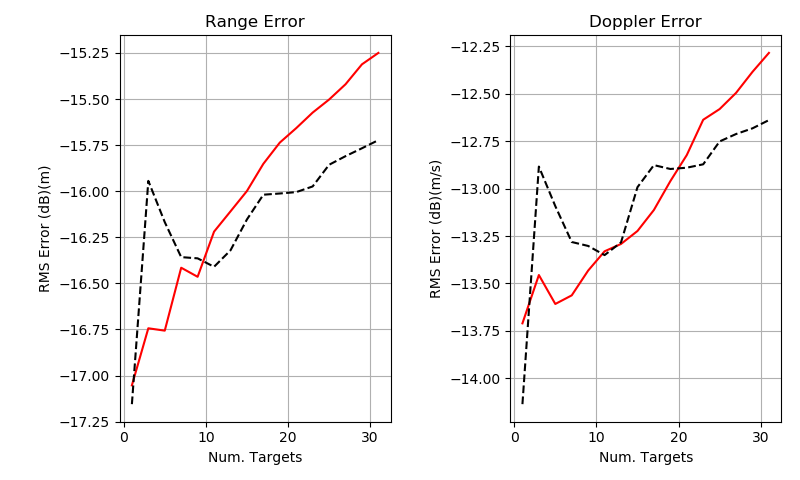 Range Error
RMS Error (dB)(m)
−15.25
−15.50
−15.75
−16.00
−16.25
−16.50
−16.75
−17.00
−17.25
0 10 20 30
Num. Targets
Doppler Error
RMS Error (dB)(m/s)
−12.25
−12.50
−12.75
−13.00
−13.25
−13.50
−13.75
−14.00
0 10 20 30
Num. Targets